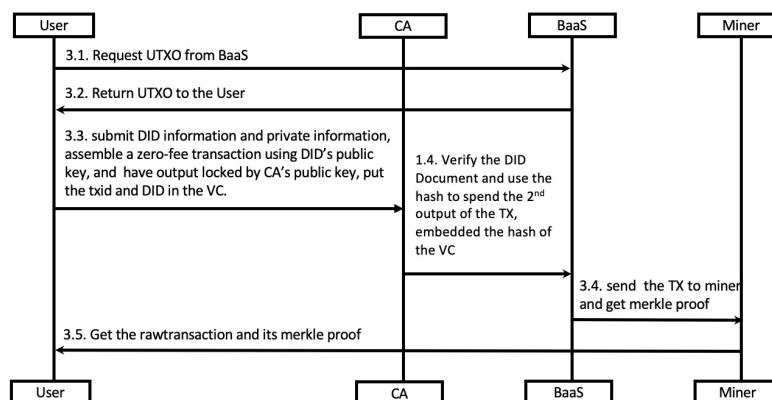 User CA BaaS Miner
3.1. Request UTXO from BaaS
3.2. Return UTXO to the User
3.3. submit DID information and private information,
assemble a zero-fee transaction using DID's public
key, and have output locked by CA's public key, put
the txid and DID in the VC.
1.4. Verify the DID
Document and use the
hash to spend the 2nd
output of the TX,
embedded the hash of
the VC
3.4. send the TX to miner
and get merkle proof
3.5. Get the rawtransaction and its merkle proof
User CA BaaS Miner